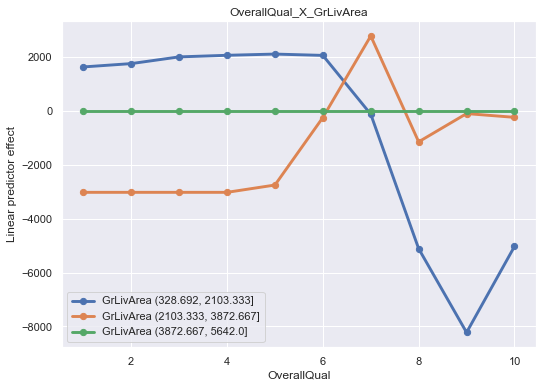 OverallQual_X_GrLivArea
Linear predictor effect
2000
0
−2000
−4000
−6000
−8000
GrLivArea (328.692, 2103.333]
GrLivArea (2103.333, 3872.667]
GrLivArea (3872.667, 5642.0]
2 4 6 8 10
OverallQual